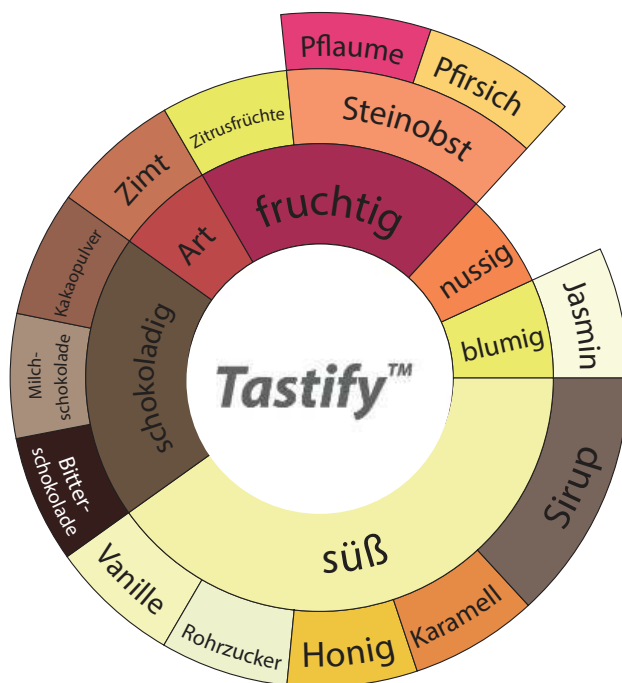 Pflaume
Pfirsich
Zitrusfrüchte
Steinobst
Zimt
Art
fruchtig
nussig
Kakaopulver
schokoladig
blumig
Jasmin
Milch-
schokolade
Tastify™
Bitter-
schokolade
Sirup
süß
Vanille
Rohrzucker
Honig
Karamell